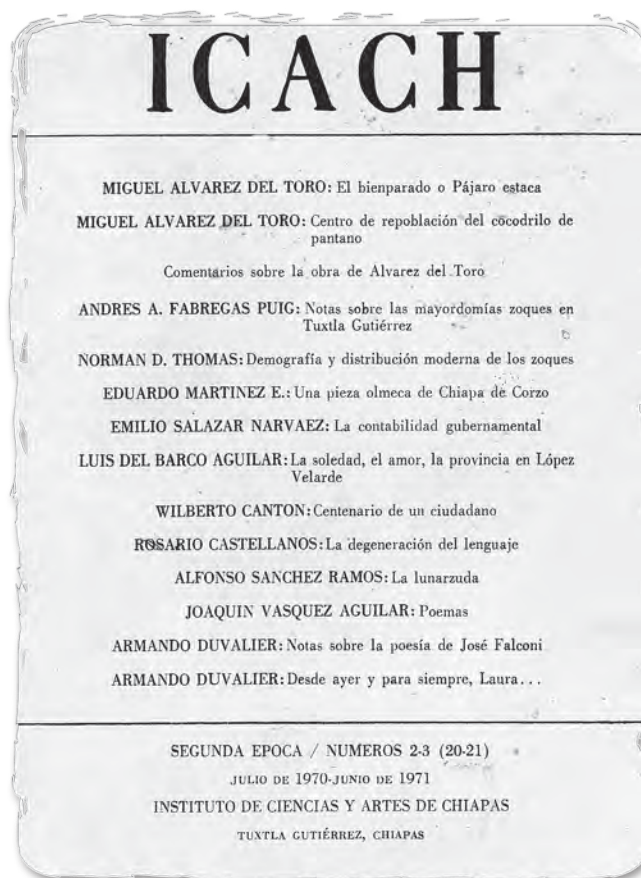 ICACH
MIGUEL ALVAREZ DEL TORO: El bienparado o Pájaro estaca
MIGUEL ALVAREZ DEL TORO: Centro de repoblación del cocodrilo de
pantano
Comentarios sobre la obra de Alvarez del Toro
ANDRES A. FABREGAS PUIG: Notas sobre las mayordomías zoques en
Tuxtla Gutiérrez
NORMAN D. THOMAS: Demografía y distribución moderna de los zoques
EDUARDO MARTINEZ E.: Una pieza olmeca de Chiapa de Corzo
EMILIO SALAZAR NARVAEZ: La contabilidad gubernamental
LUIS DEL BARCO AGUILAR: La soledad, el amor, la provincia en López
Velarde
WILBERTO CANTON: Centenario de un ciudadano
ROSARIO CASTELLANOS: La degeneración del lenguaje
ALFONSO SANCHEZ RAMOS: La lunarzuda
JOAQUIN VASQUEZ AGUILAR: Poemas
ARMANDO DUVALIER: Notas sobre la poesía de José Falconi
ARMANDO DUVALIER: Desde ayer y para siempre, Laura...
SEGUNDA EPOCA / NUMEROS 2-3 (20-21)
JULIO DE 1970-JUNIO DE 1971
INSTITUTO DE CIENCIAS Y ARTES DE CHIAPAS
TUXTLA GUTIÉRREZ, CHIAPAS